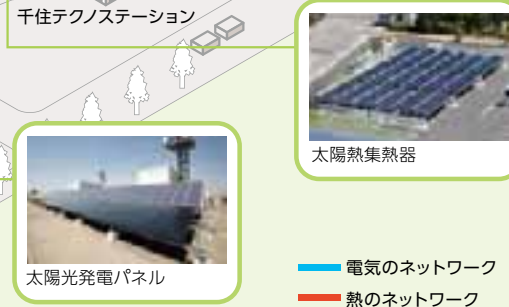 千住テクノステーション
太陽熱集熱器
太陽光発電パネル
電気のネットワーク
熱のネットワーク